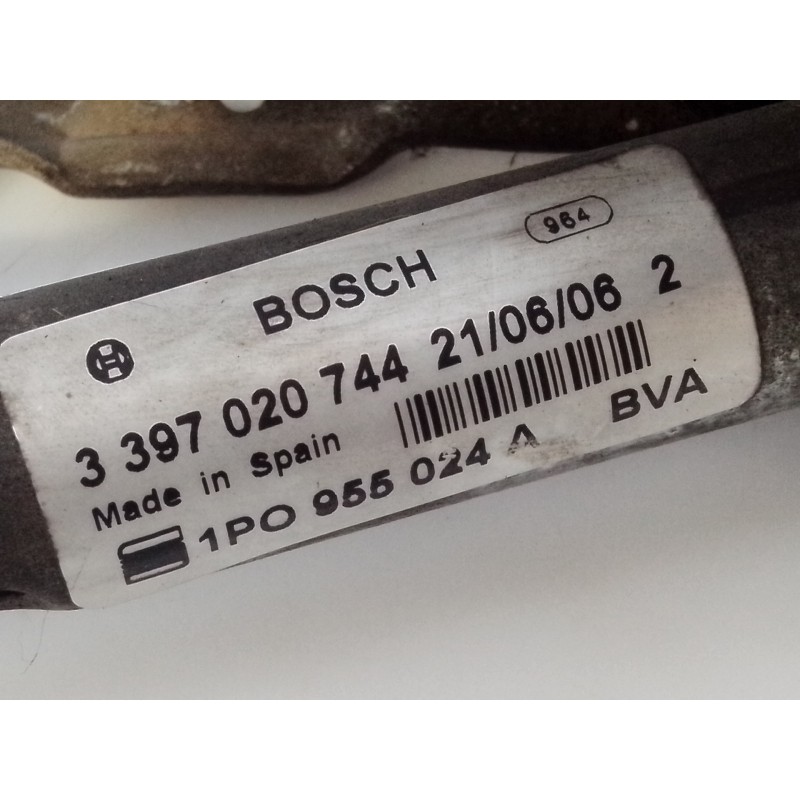 964
BOSCH
3 397 020 744 21/06/06 2
Made in Spain
1PO 955 024 A BVA